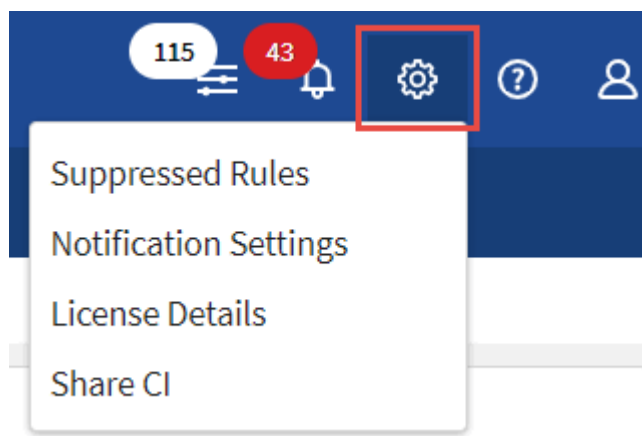 115 43
Suppressed Rules
Notification Settings
License Details
Share CI